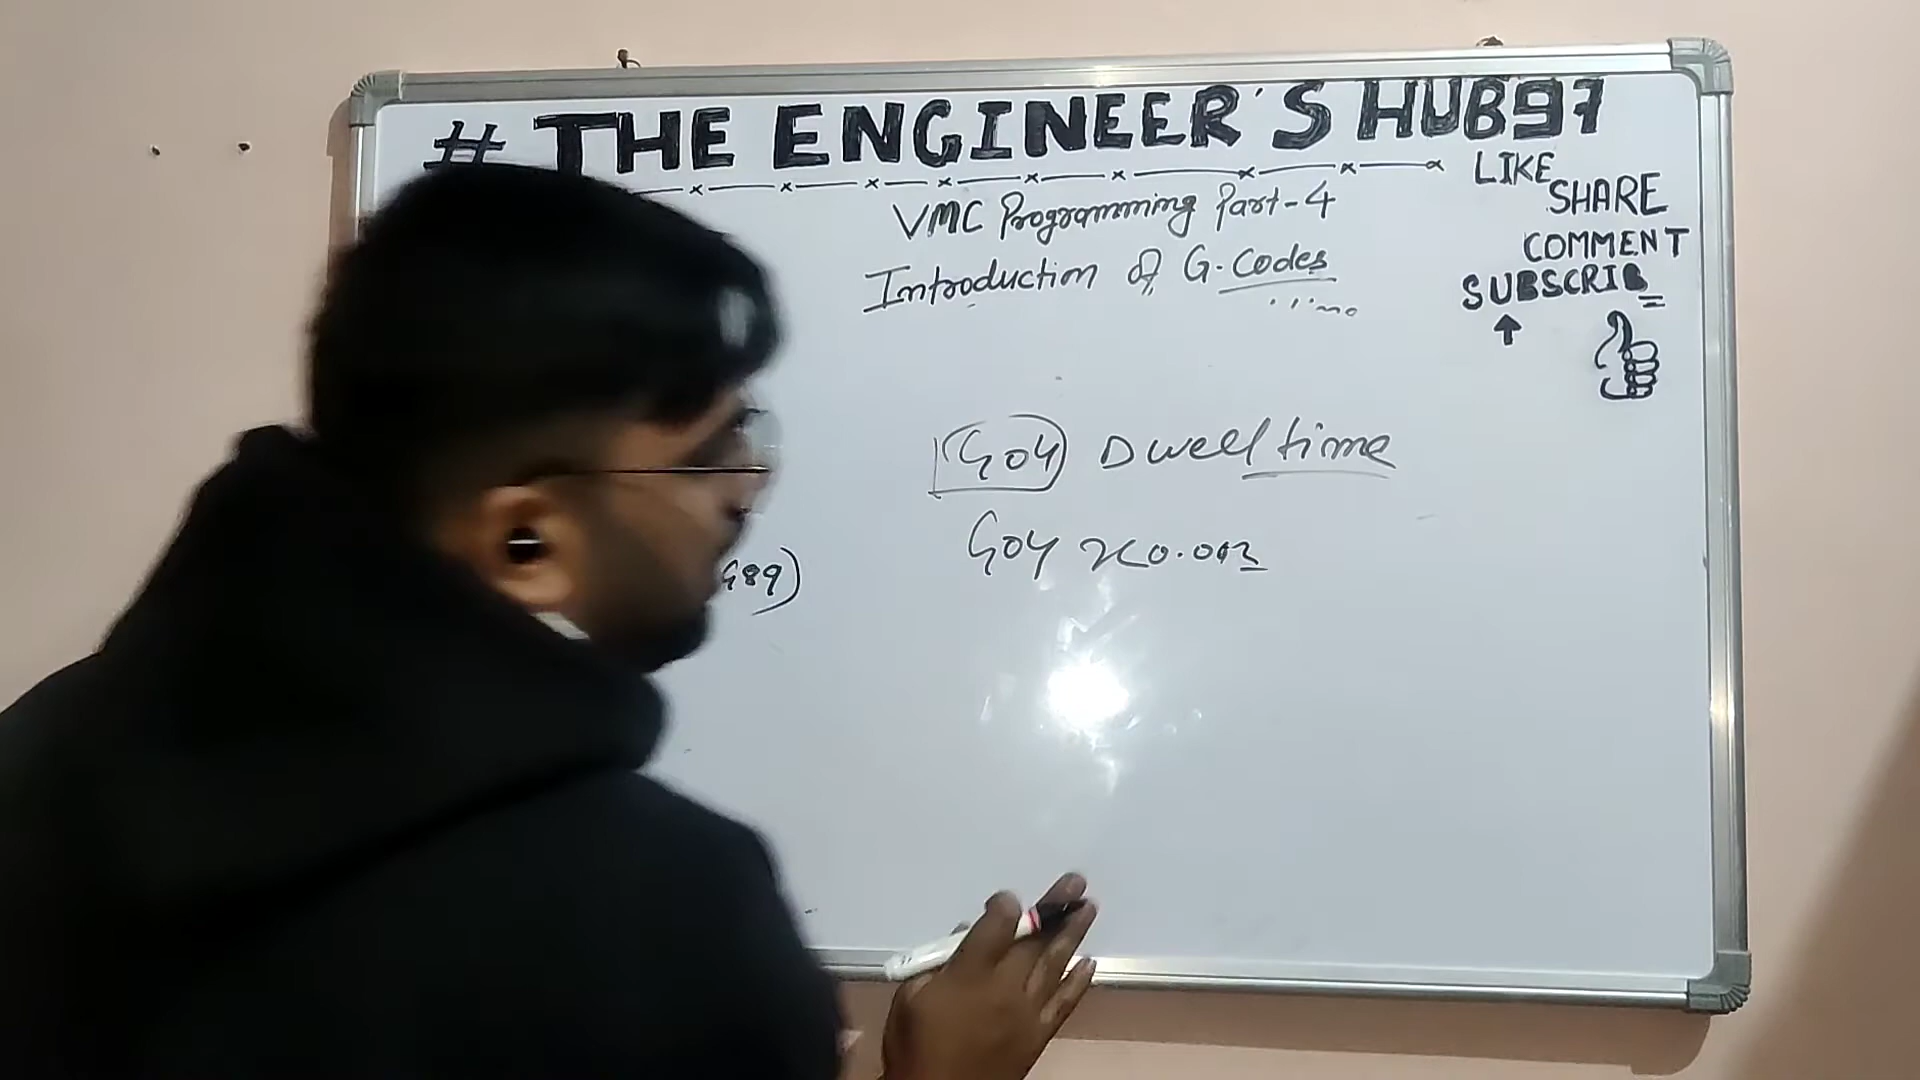 # THE ENGINEER'S HUB97
LIKE
SHARE
COMMENT
SUBSCRIB
VMC Programming Part-4
Introduction of G-Codes
G04 Dwell time
G04 X0.003
G89)